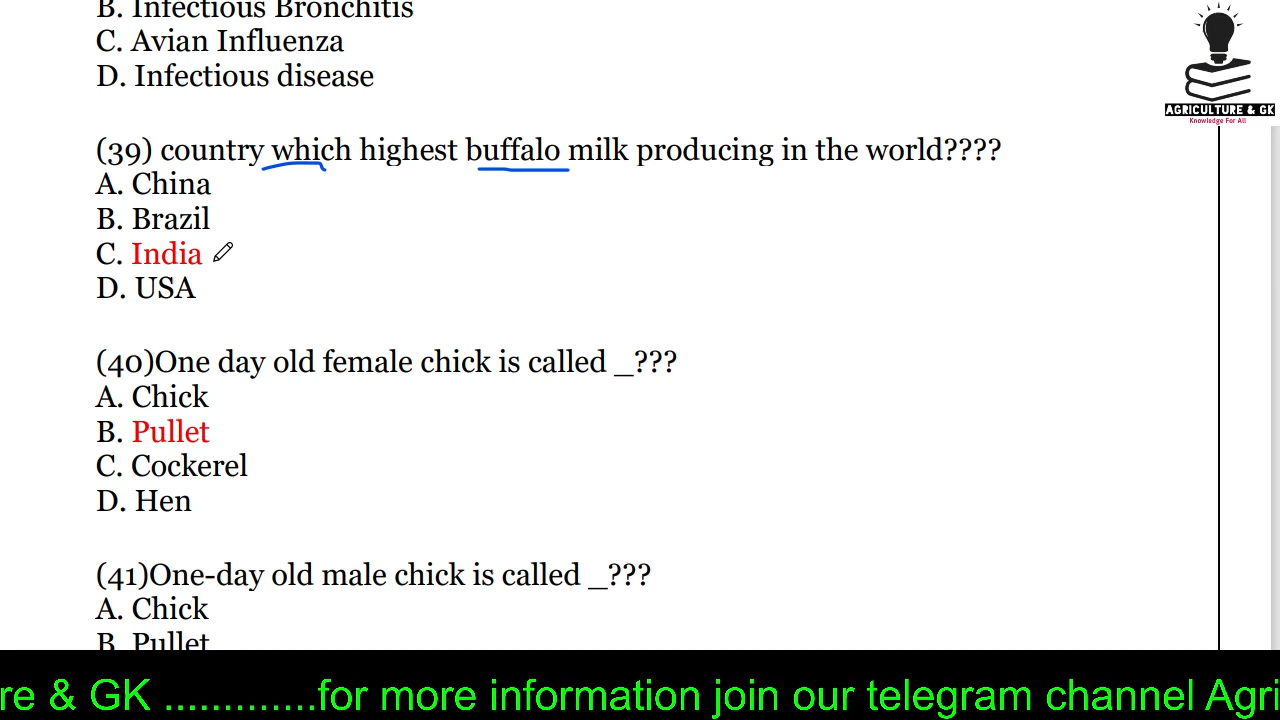 B. Infectious Bronchitis
C. Avian Influenza
D. Infectious disease
AGRICULTURE & GK
Knowledge For All
(39) country which highest buffalo milk producing in the world????
A. China
B. Brazil
C. India
D. USA
(40)One day old female chick is called _???
A. Chick
B. Pullet
C. Cockerel
D. Hen
(41)One-day old male chick is called _???
A. Chick
B. Pullet
re & GK .............for more information join our telegram channel Agri